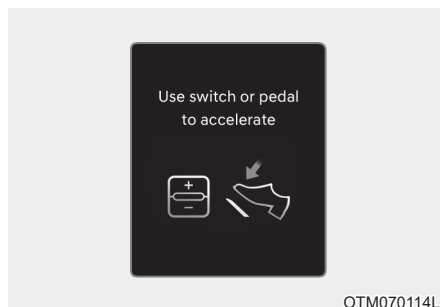 Use switch or pedal
to accelerate
+
−
OTM070114L